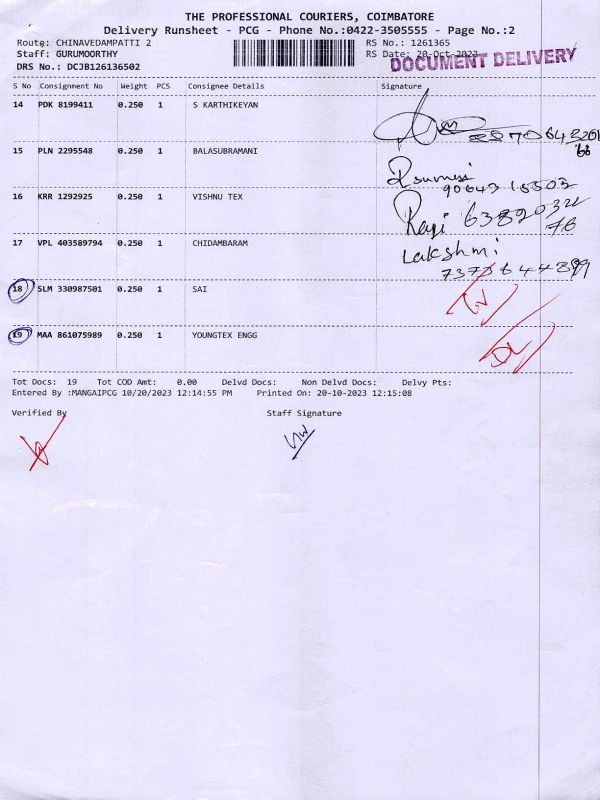 THE PROFESSIONAL COURIERS, COIMBATORE
Delivery Runsheet - PCG - Phone No.:0422-3505555 - Page No.:2
Route: CHINAVEDAMPATTI 2 RS No.: 1261365
Staff: GURUMOORTHY RS Date: 20-Oct-2023
DOCUMENT DELIVERY
DRS No.: DCJB126136502
S No Consignment No Weight PCS Consignee Details Signature
14 PDK 8199411 0.250 1 S KARTHIKEYAN
15 PLN 2295548 0.250 1 BALASUBRAMANI
9064315503
16 KRR 1292925 0.250 1 VISHNU TEX
63820324
76
17 VPL 403589794 0.250 1 CHIDAMBARAM
Lakshmi
7373644899
18 SLM 330987501 0.250 1 SAI
19 MAA 861075989 0.250 1 YOUNGTEX ENGG
Tot Docs: 19 Tot COD Amt: 0.00 Delvd Docs: Non Delvd Docs: Delvy Pts:
Entered By :MANGAIPCG 10/20/2023 12:14:55 PM Printed On: 20-10-2023 12:15:08
Verified By Staff Signature